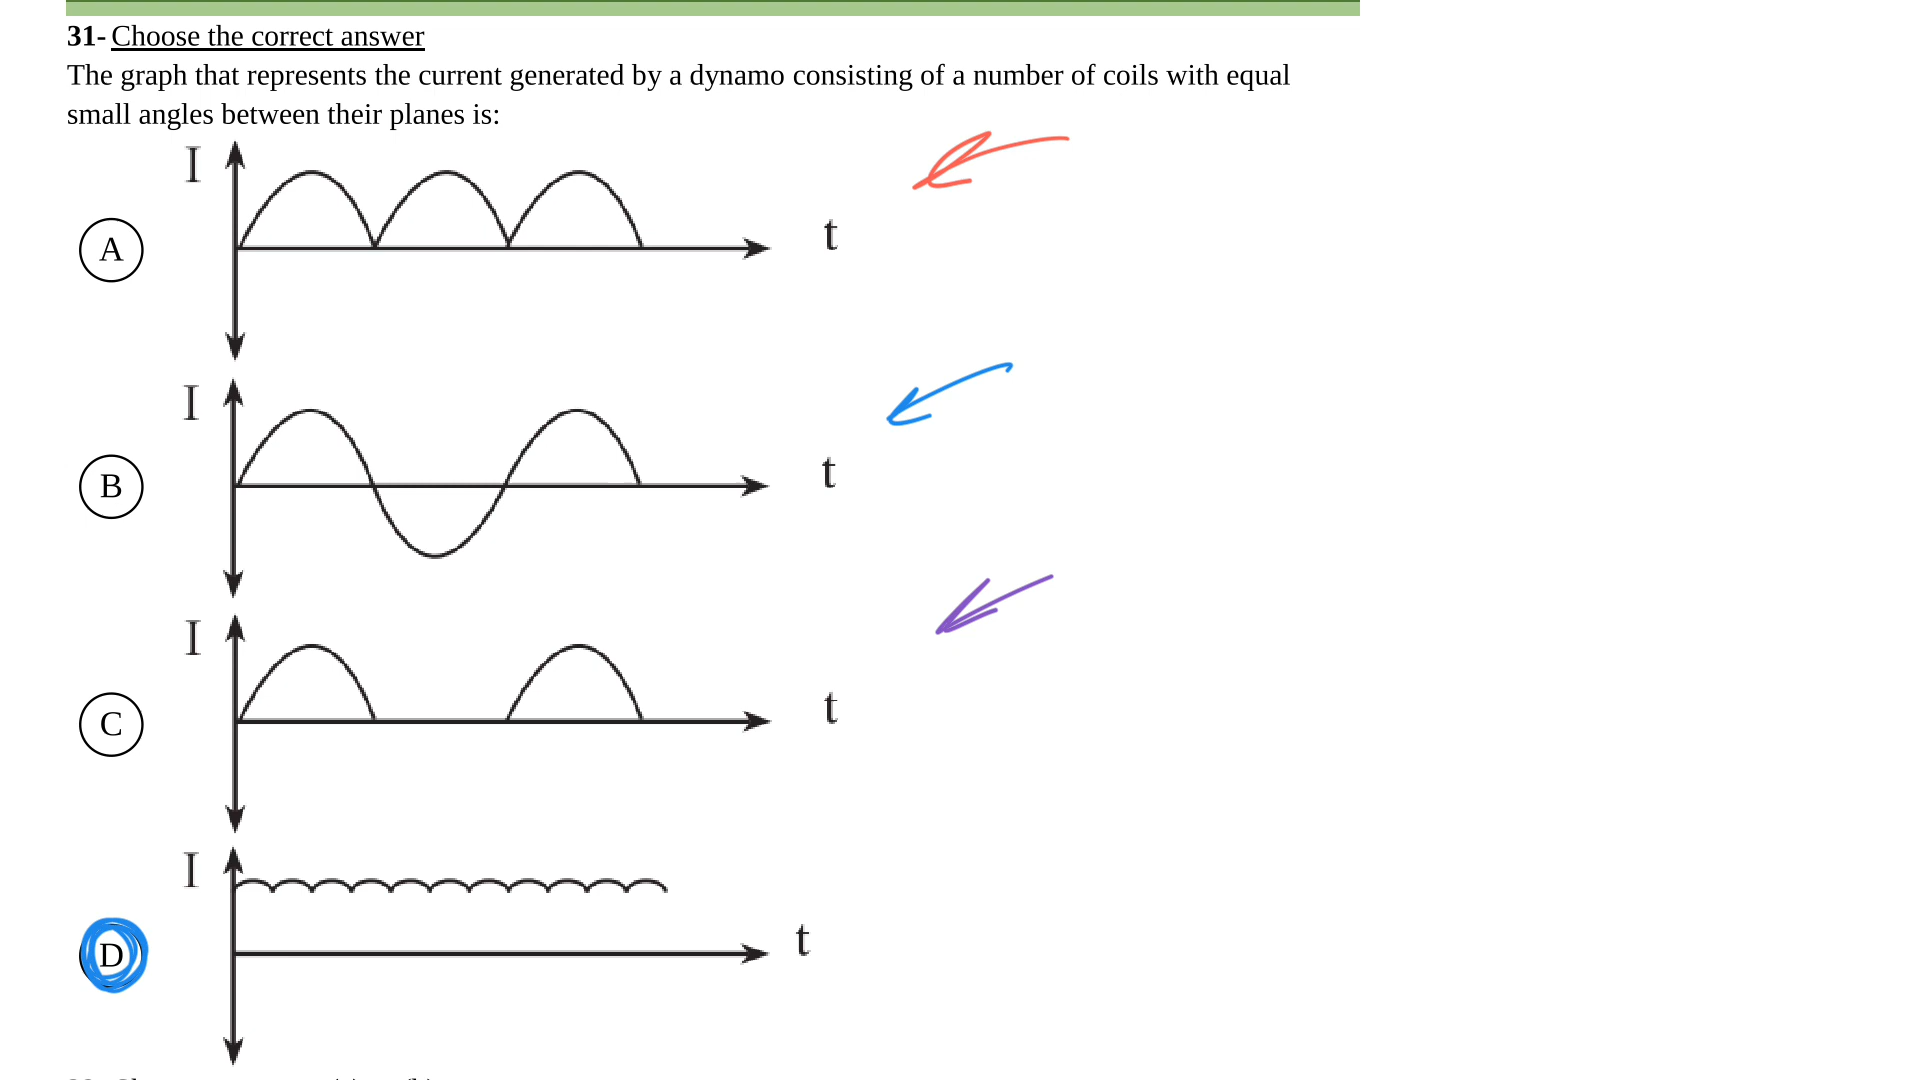 31- Choose the correct answer
The graph that represents the current generated by a dynamo consisting of a number of coils with equal
small angles between their planes is:
I
t
A
I
t
B
I
t
C
I
t
D